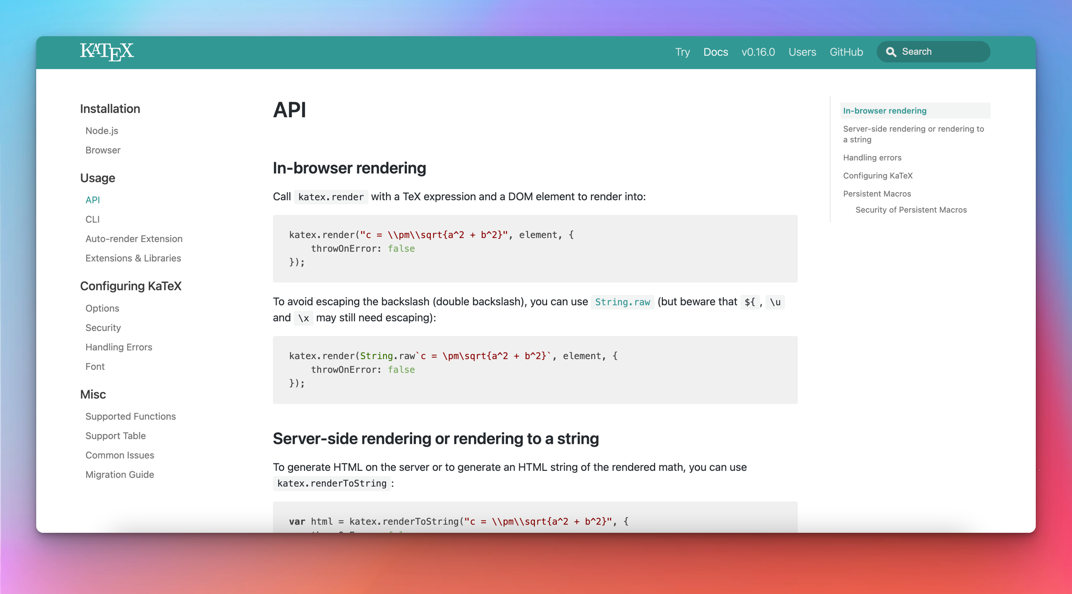 KATEX
Try Docs v0.16.0 Users GitHub Search
Installation
Node.js
Browser
Usage
API
CLI
Auto-render Extension
Extensions & Libraries
Configuring KaTeX
Options
Security
Handling Errors
Font
Misc
Supported Functions
Support Table
Common Issues
Migration Guide
API
In-browser rendering
Call katex.render with a TeX expression and a DOM element to render into:
katex.render("c = \\pm\\sqrt{a^2 + b^2}", element, {
    throwOnError: false
});
To avoid escaping the backslash (double backslash), you can use String.raw (but beware that ${, \u
and \x may still need escaping):
katex.render(String.raw`c = \pm\sqrt{a^2 + b^2}`, element, {
    throwOnError: false
});
Server-side rendering or rendering to a string
To generate HTML on the server or to generate an HTML string of the rendered math, you can use
katex.renderToString:
var html = katex.renderToString("c = \\pm\\sqrt{a^2 + b^2}", {
In-browser rendering
Server-side rendering or rendering to
a string
Handling errors
Configuring KaTeX
Persistent Macros
Security of Persistent Macros